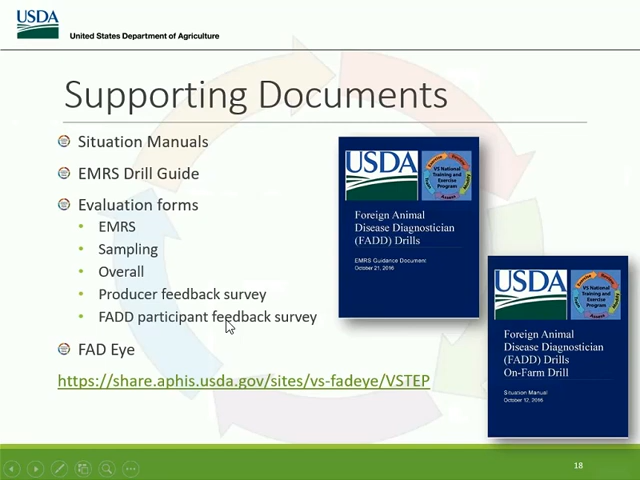 USDA
United States Department of Agriculture
Supporting Documents
Situation Manuals
EMRS Drill Guide
Evaluation forms
EMRS
Sampling
Overall
Producer feedback survey
FADD participant feedback survey
FAD Eye
https://share.aphis.usda.gov/sites/vs-fadeye/VSTEP
USDA
VS National
Training and
Exercise
Program
Foreign Animal
Disease Diagnostician
(FADD) Drills
EMRS Guidance Document
October 21, 2016
USDA
VS National
Training and
Exercise
Program
Foreign Animal
Disease Diagnostician
(FADD) Drills
On-Farm Drill
Situation Manual
October 12, 2016
18